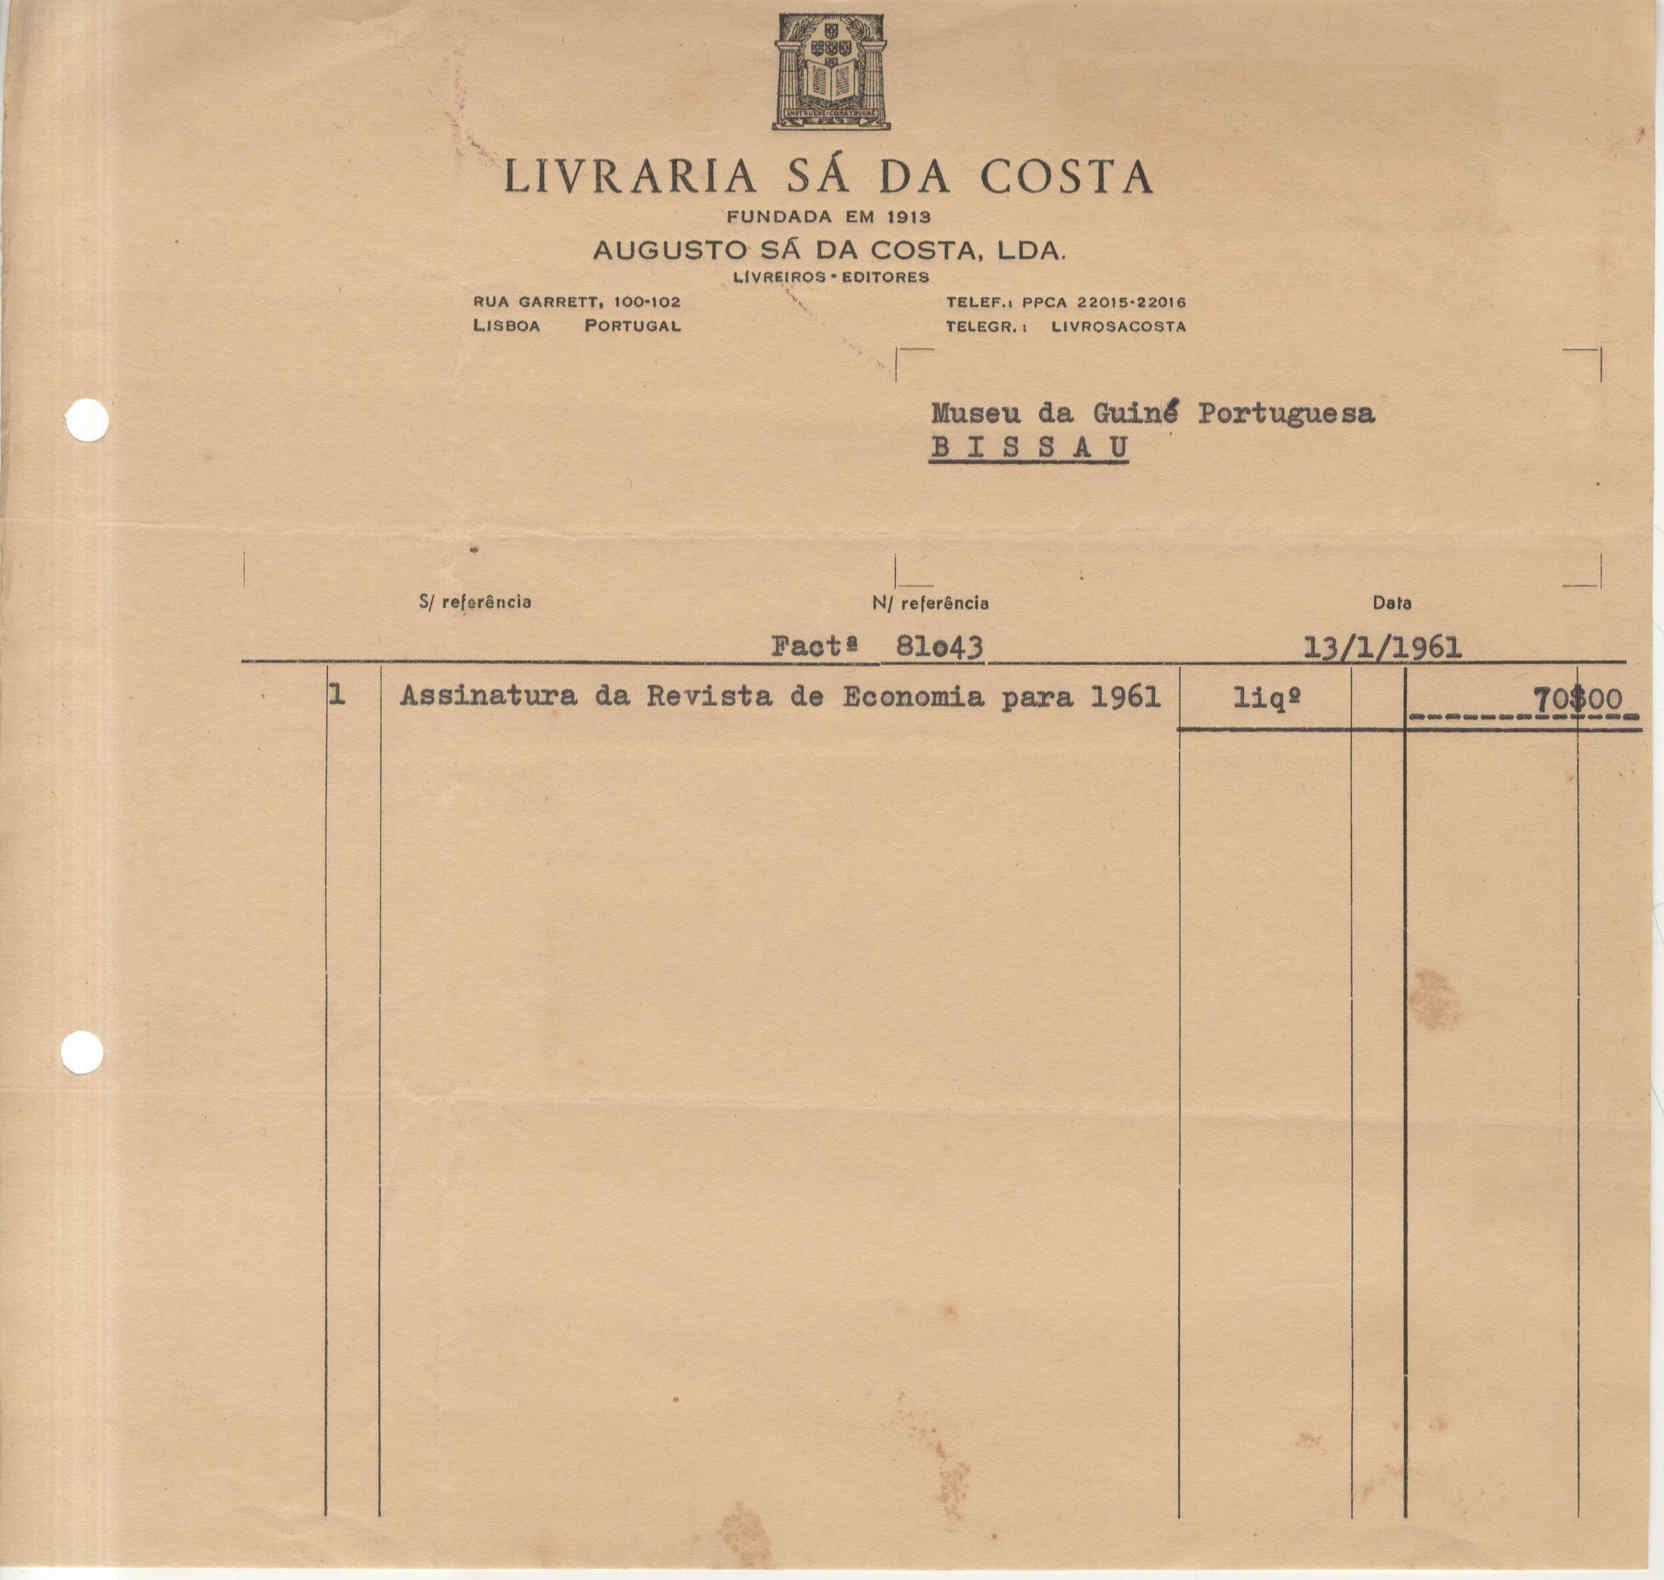 INSTRUERE·CONSTRUERE
LIVRARIA SÁ DA COSTA
FUNDADA EM 1913
AUGUSTO SÁ DA COSTA, LDA.
LIVREIROS-EDITORES
RUA GARRETT, 100-102 TELEF.: PPCA 22015-22016
LISBOA PORTUGAL TELEGR.: LIVROSACOSTA
Museu da Guiné Portuguesa
BISSAU
S/ referência N/ referência Data
Factª 81o43 13/1/1961
1 Assinatura da Revista de Economia para 1961 liqº 70$00